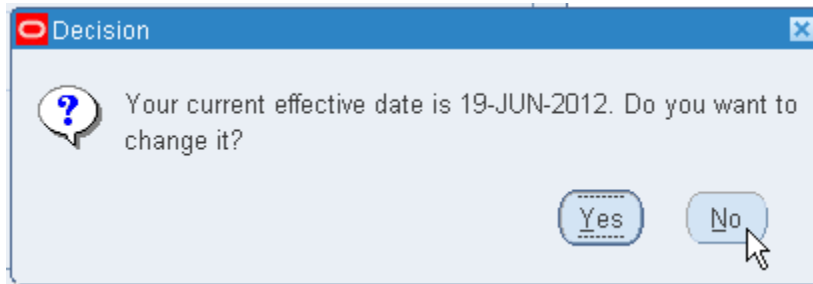 Decision
Your current effective date is 19-JUN-2012. Do you want to
change it?
Yes No